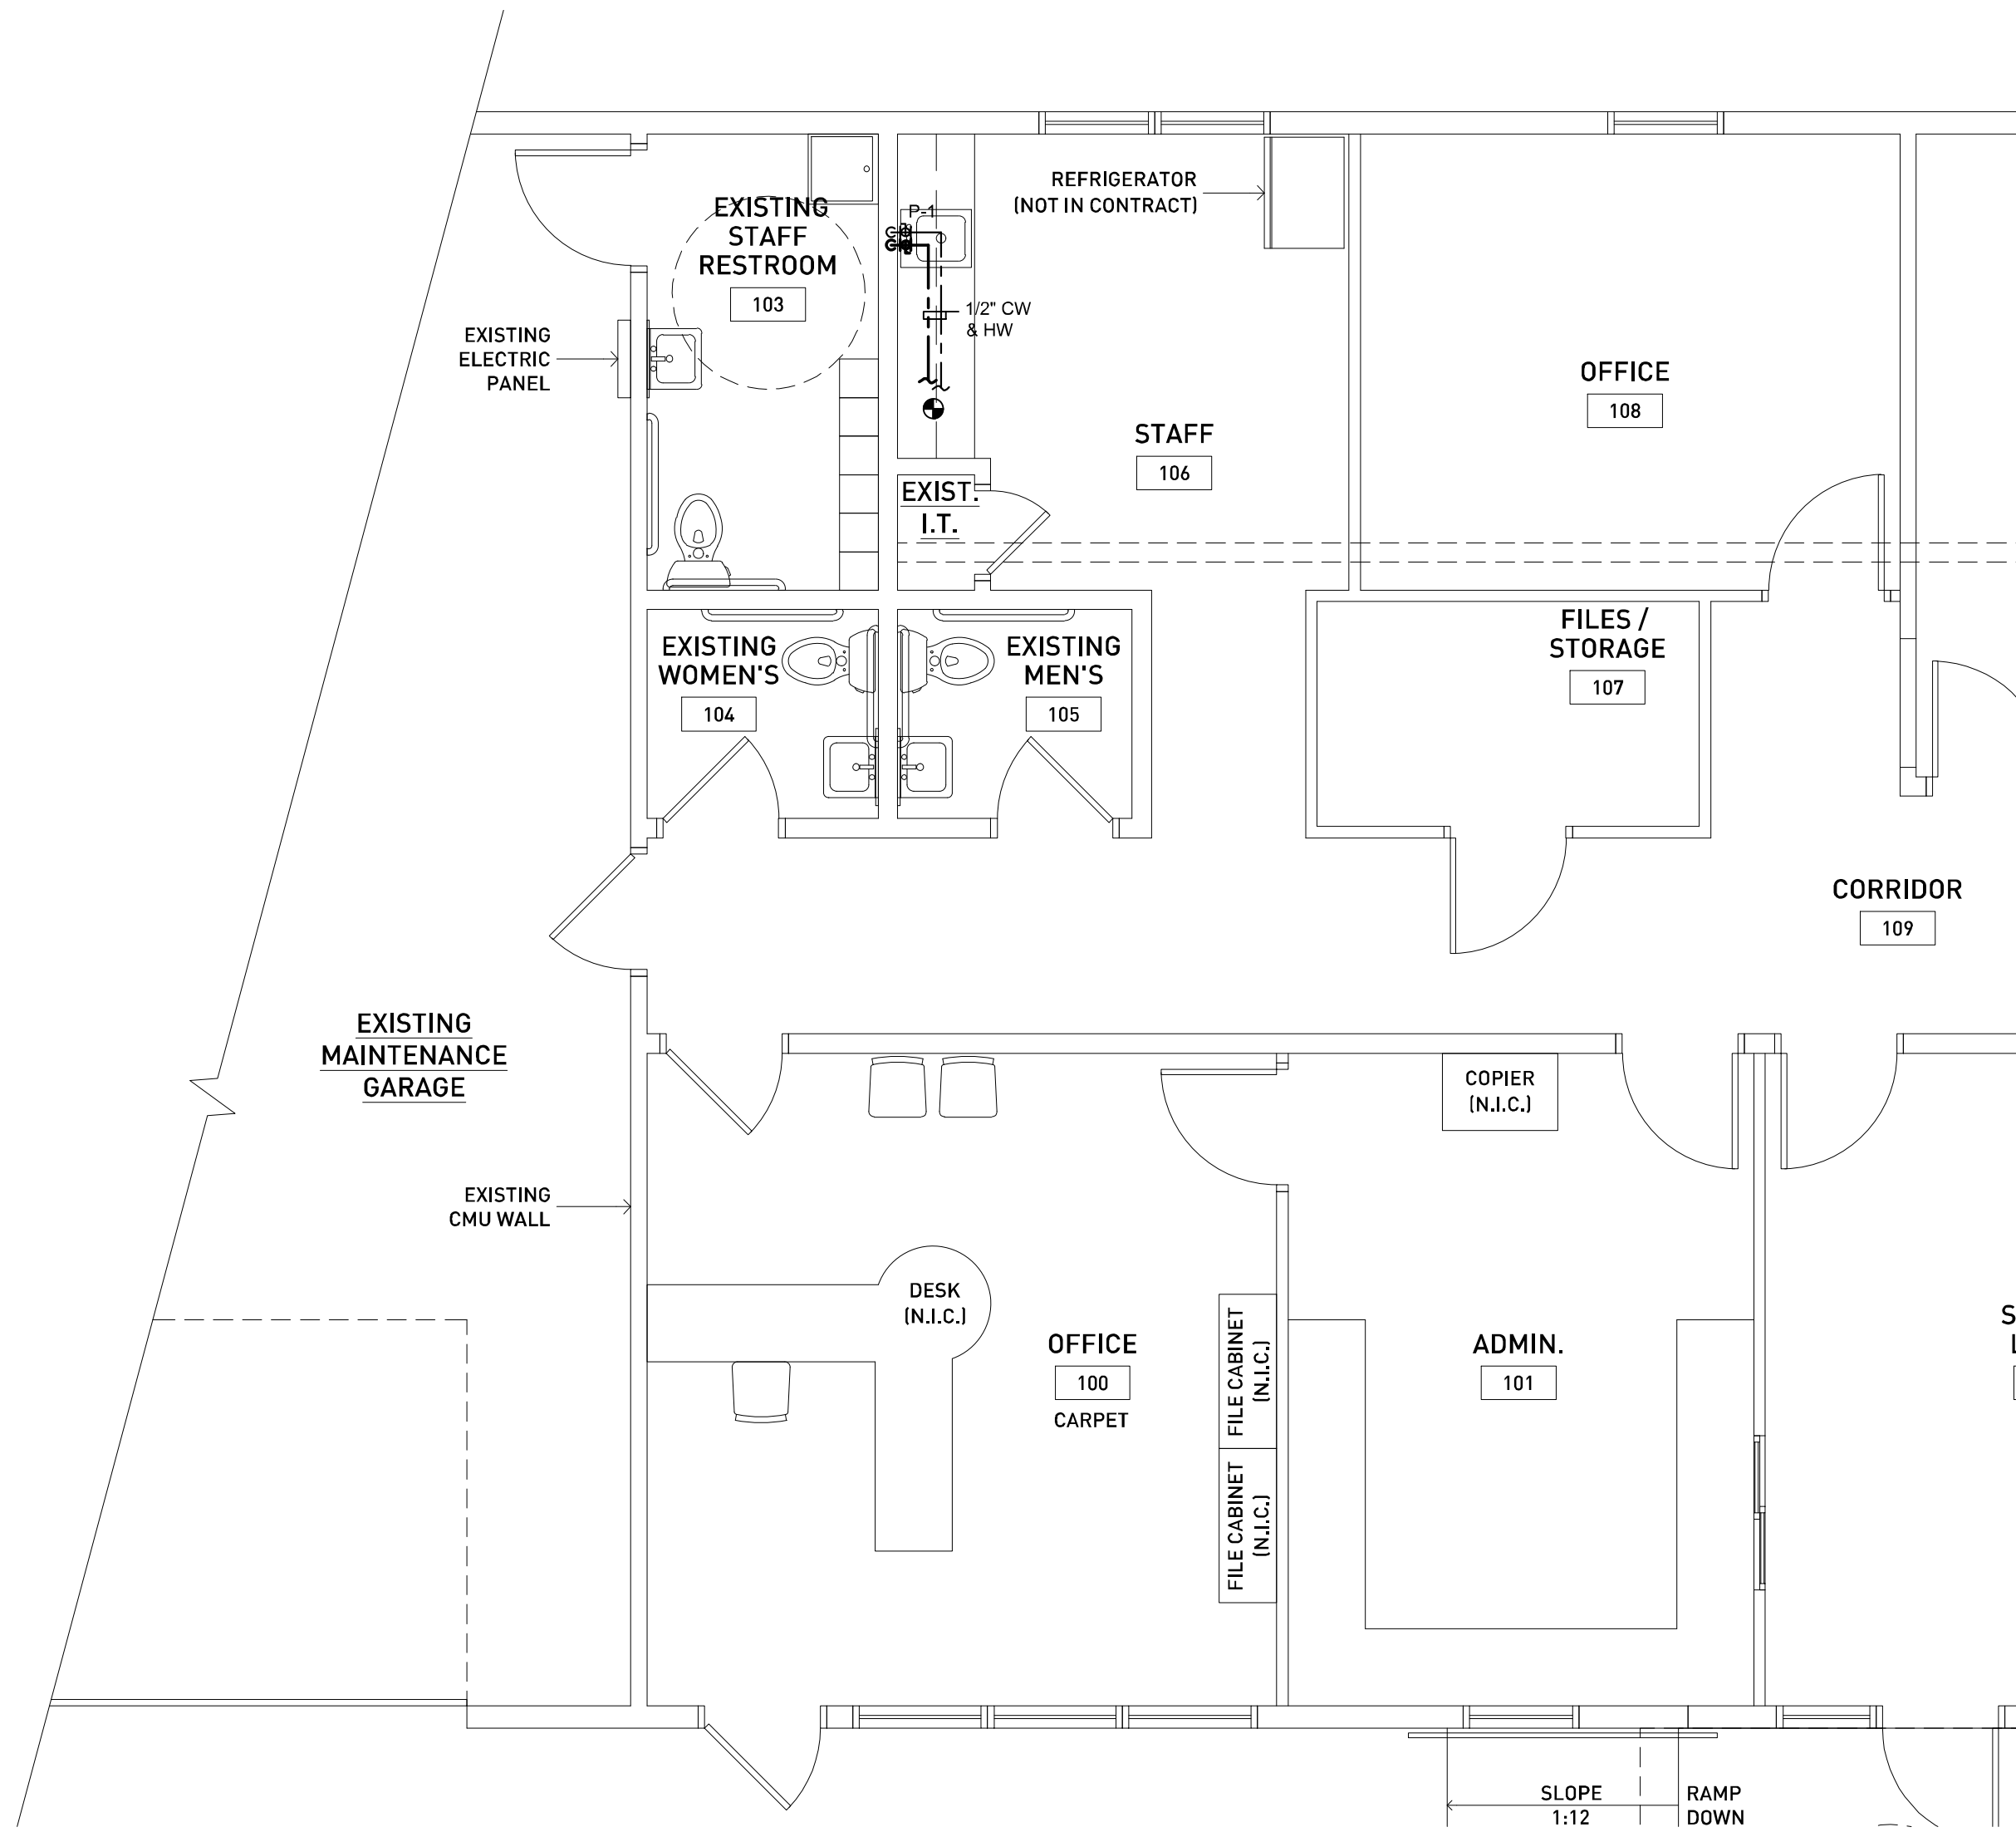 REFRIGERATOR
(NOT IN CONTRACT)
EXISTING
STAFF
RESTROOM
103
P-1
1/2" CW
& HW
EXISTING
ELECTRIC
PANEL
OFFICE
108
STAFF
106
EXIST.
I.T.
EXISTING
WOMEN'S
104
EXISTING
MEN'S
105
FILES /
STORAGE
107
CORRIDOR
109
EXISTING
MAINTENANCE
GARAGE
COPIER
(N.I.C.)
EXISTING
CMU WALL
DESK
(N.I.C.)
OFFICE
100
CARPET
FILE CABINET
(N.I.C.)
FILE CABINET
(N.I.C.)
ADMIN.
101
SLOPE
1:12
RAMP
DOWN